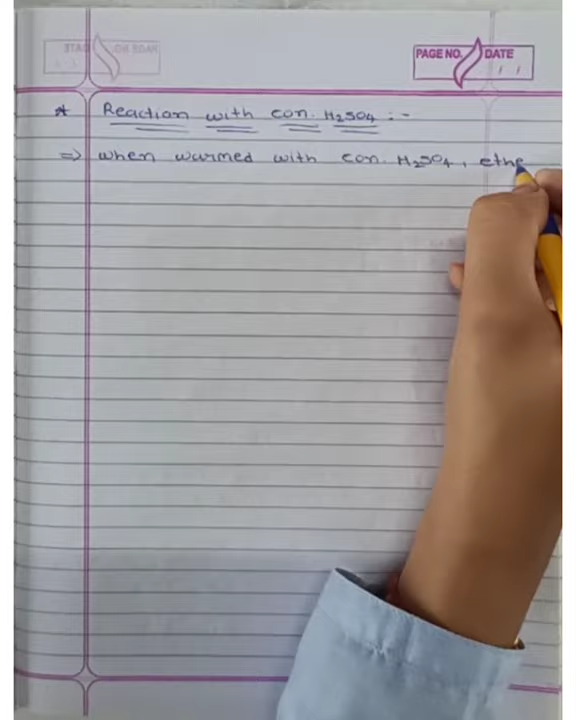 PAGE NO. DATE
* Reaction with con. H₂SO₄ :-
⇒ when warmed with con. H₂SO₄, ethe